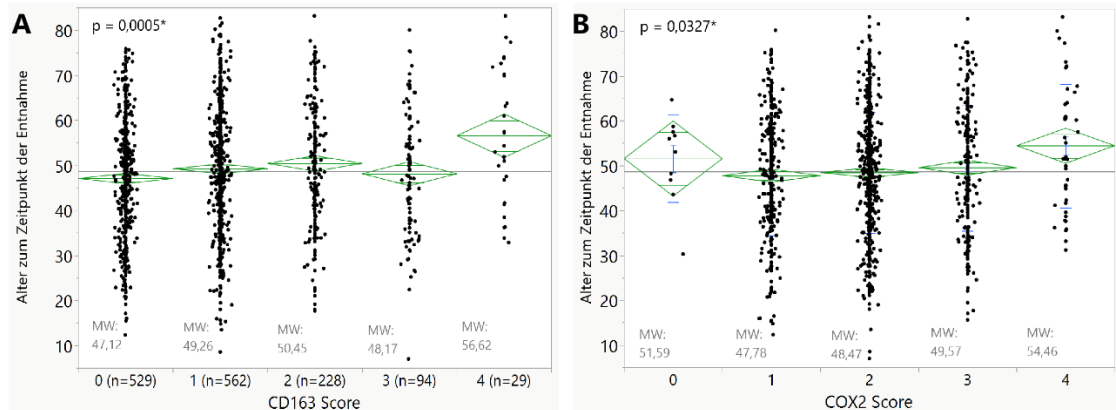 A
p = 0,0005*
Alter zum Zeitpunkt der Entnahme
80
70
60
50
40
30
20
10
MW:
47,12
MW:
49,26
MW:
50,45
MW:
48,17
MW:
56,62
0 (n=529) 1 (n=562) 2 (n=228) 3 (n=94) 4 (n=29)
CD163 Score
B
p = 0,0327*
Alter zum Zeitpunkt der Entnahme
80
70
60
50
40
30
20
10
MW:
51,59
MW:
47,78
MW:
48,47
MW:
49,57
MW:
54,46
0 1 2 3 4
COX2 Score